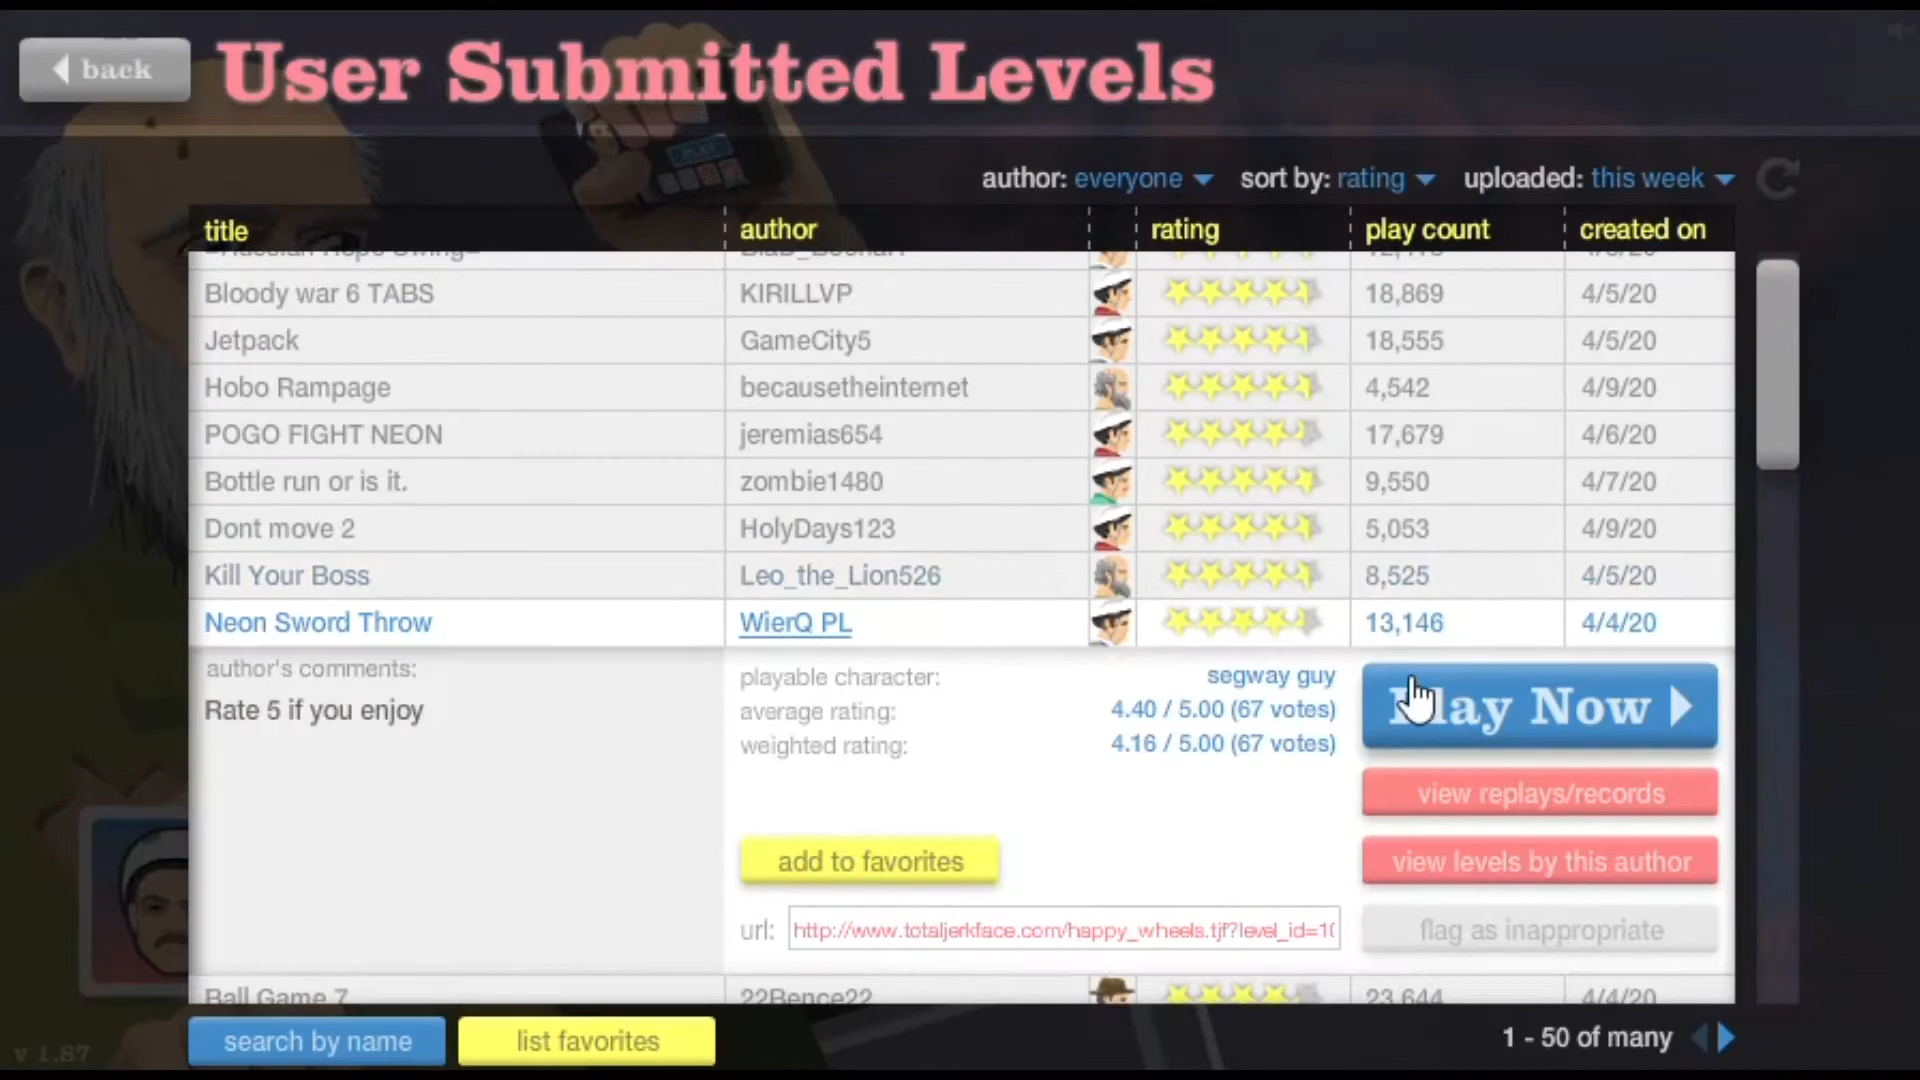 back
User Submitted Levels
author: everyone sort by: rating uploaded: this week
title author rating play count created on
Bloody war 6 TABS KIRILLVP 18,869 4/5/20
Jetpack GameCity5 18,555 4/5/20
Hobo Rampage becausetheinternet 4,542 4/9/20
POGO FIGHT NEON jeremias654 17,679 4/6/20
Bottle run or is it. zombie1480 9,550 4/7/20
Dont move 2 HolyDays123 5,053 4/9/20
Kill Your Boss Leo_the_Lion526 8,525 4/5/20
Neon Sword Throw WierQ PL 13,146 4/4/20
author's comments:
Rate 5 if you enjoy
playable character: segway guy
average rating: 4.40 / 5.00 (67 votes)
weighted rating: 4.16 / 5.00 (67 votes)
Play Now
view replays/records
add to favorites
view levels by this author
url: http://www.totaljerkface.com/happy_wheels.tjf?level_id=1(
flag as inappropriate
Ball Game 7 22Bence22 23,644 4/4/20
search by name
list favorites
1 - 50 of many
v 1.87